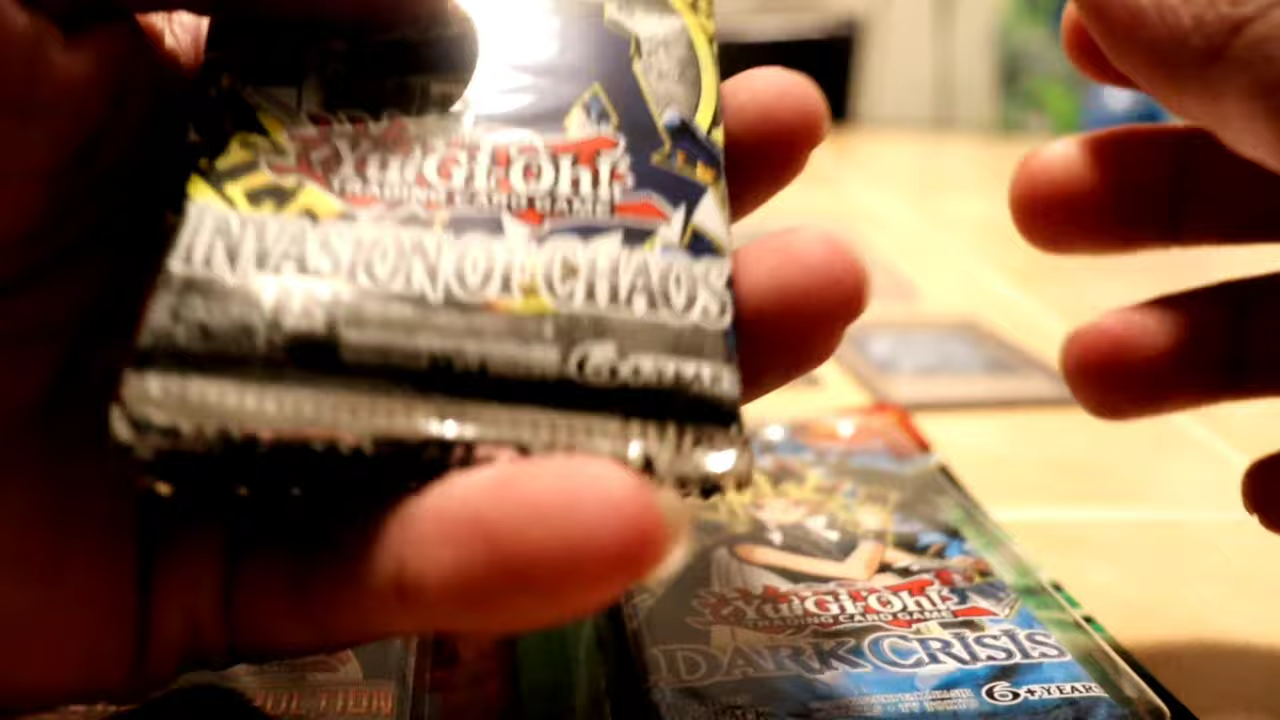 Yu-Gi-Oh!
TRADING CARD GAME
INVASION OF CHAOS
Yu-Gi-Oh!
TRADING CARD GAME
DARK CRISIS
6+YEARS